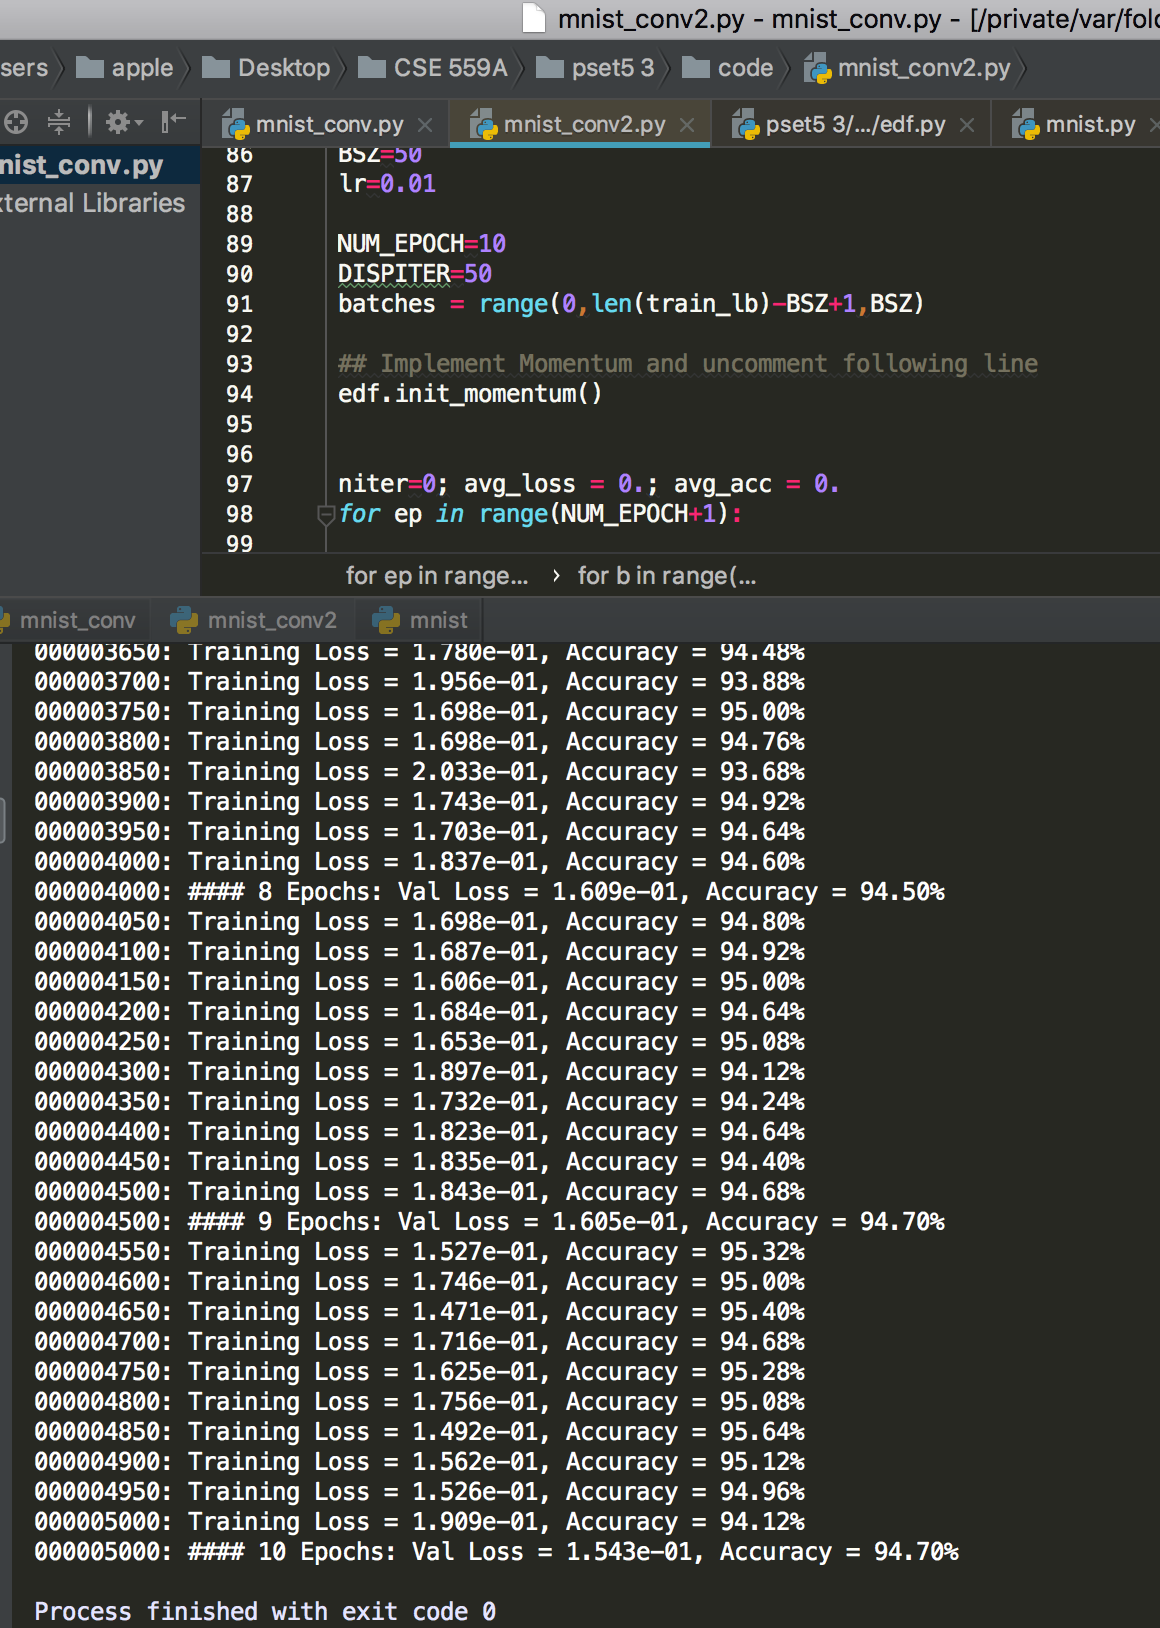 mnist_conv2.py - mnist_conv.py - [/private/var/fol
sers apple Desktop CSE 559A pset5 3 code mnist_conv2.py
mnist_conv.py mnist_conv2.py pset5 3/.../edf.py mnist.py
nist_conv.py
ternal Libraries
86 BSZ=50
87 lr=0.01
88
89 NUM_EPOCH=10
90 DISPITER=50
91 batches = range(0,len(train_lb)-BSZ+1,BSZ)
92
93 ## Implement Momentum and uncomment following line
94 edf.init_momentum()
95
96
97 niter=0; avg_loss = 0.; avg_acc = 0.
98 for ep in range(NUM_EPOCH+1):
99
for ep in range... › for b in range(...
mnist_conv mnist_conv2 mnist
000003650: Training Loss = 1.780e-01, Accuracy = 94.48%
000003700: Training Loss = 1.956e-01, Accuracy = 93.88%
000003750: Training Loss = 1.698e-01, Accuracy = 95.00%
000003800: Training Loss = 1.698e-01, Accuracy = 94.76%
000003850: Training Loss = 2.033e-01, Accuracy = 93.68%
000003900: Training Loss = 1.743e-01, Accuracy = 94.92%
000003950: Training Loss = 1.703e-01, Accuracy = 94.64%
000004000: Training Loss = 1.837e-01, Accuracy = 94.60%
000004000: #### 8 Epochs: Val Loss = 1.609e-01, Accuracy = 94.50%
000004050: Training Loss = 1.698e-01, Accuracy = 94.80%
000004100: Training Loss = 1.687e-01, Accuracy = 94.92%
000004150: Training Loss = 1.606e-01, Accuracy = 95.00%
000004200: Training Loss = 1.684e-01, Accuracy = 94.64%
000004250: Training Loss = 1.653e-01, Accuracy = 95.08%
000004300: Training Loss = 1.897e-01, Accuracy = 94.12%
000004350: Training Loss = 1.732e-01, Accuracy = 94.24%
000004400: Training Loss = 1.823e-01, Accuracy = 94.64%
000004450: Training Loss = 1.835e-01, Accuracy = 94.40%
000004500: Training Loss = 1.843e-01, Accuracy = 94.68%
000004500: #### 9 Epochs: Val Loss = 1.605e-01, Accuracy = 94.70%
000004550: Training Loss = 1.527e-01, Accuracy = 95.32%
000004600: Training Loss = 1.746e-01, Accuracy = 95.00%
000004650: Training Loss = 1.471e-01, Accuracy = 95.40%
000004700: Training Loss = 1.716e-01, Accuracy = 94.68%
000004750: Training Loss = 1.625e-01, Accuracy = 95.28%
000004800: Training Loss = 1.756e-01, Accuracy = 95.08%
000004850: Training Loss = 1.492e-01, Accuracy = 95.64%
000004900: Training Loss = 1.562e-01, Accuracy = 95.12%
000004950: Training Loss = 1.526e-01, Accuracy = 94.96%
000005000: Training Loss = 1.909e-01, Accuracy = 94.12%
000005000: #### 10 Epochs: Val Loss = 1.543e-01, Accuracy = 94.70%
Process finished with exit code 0